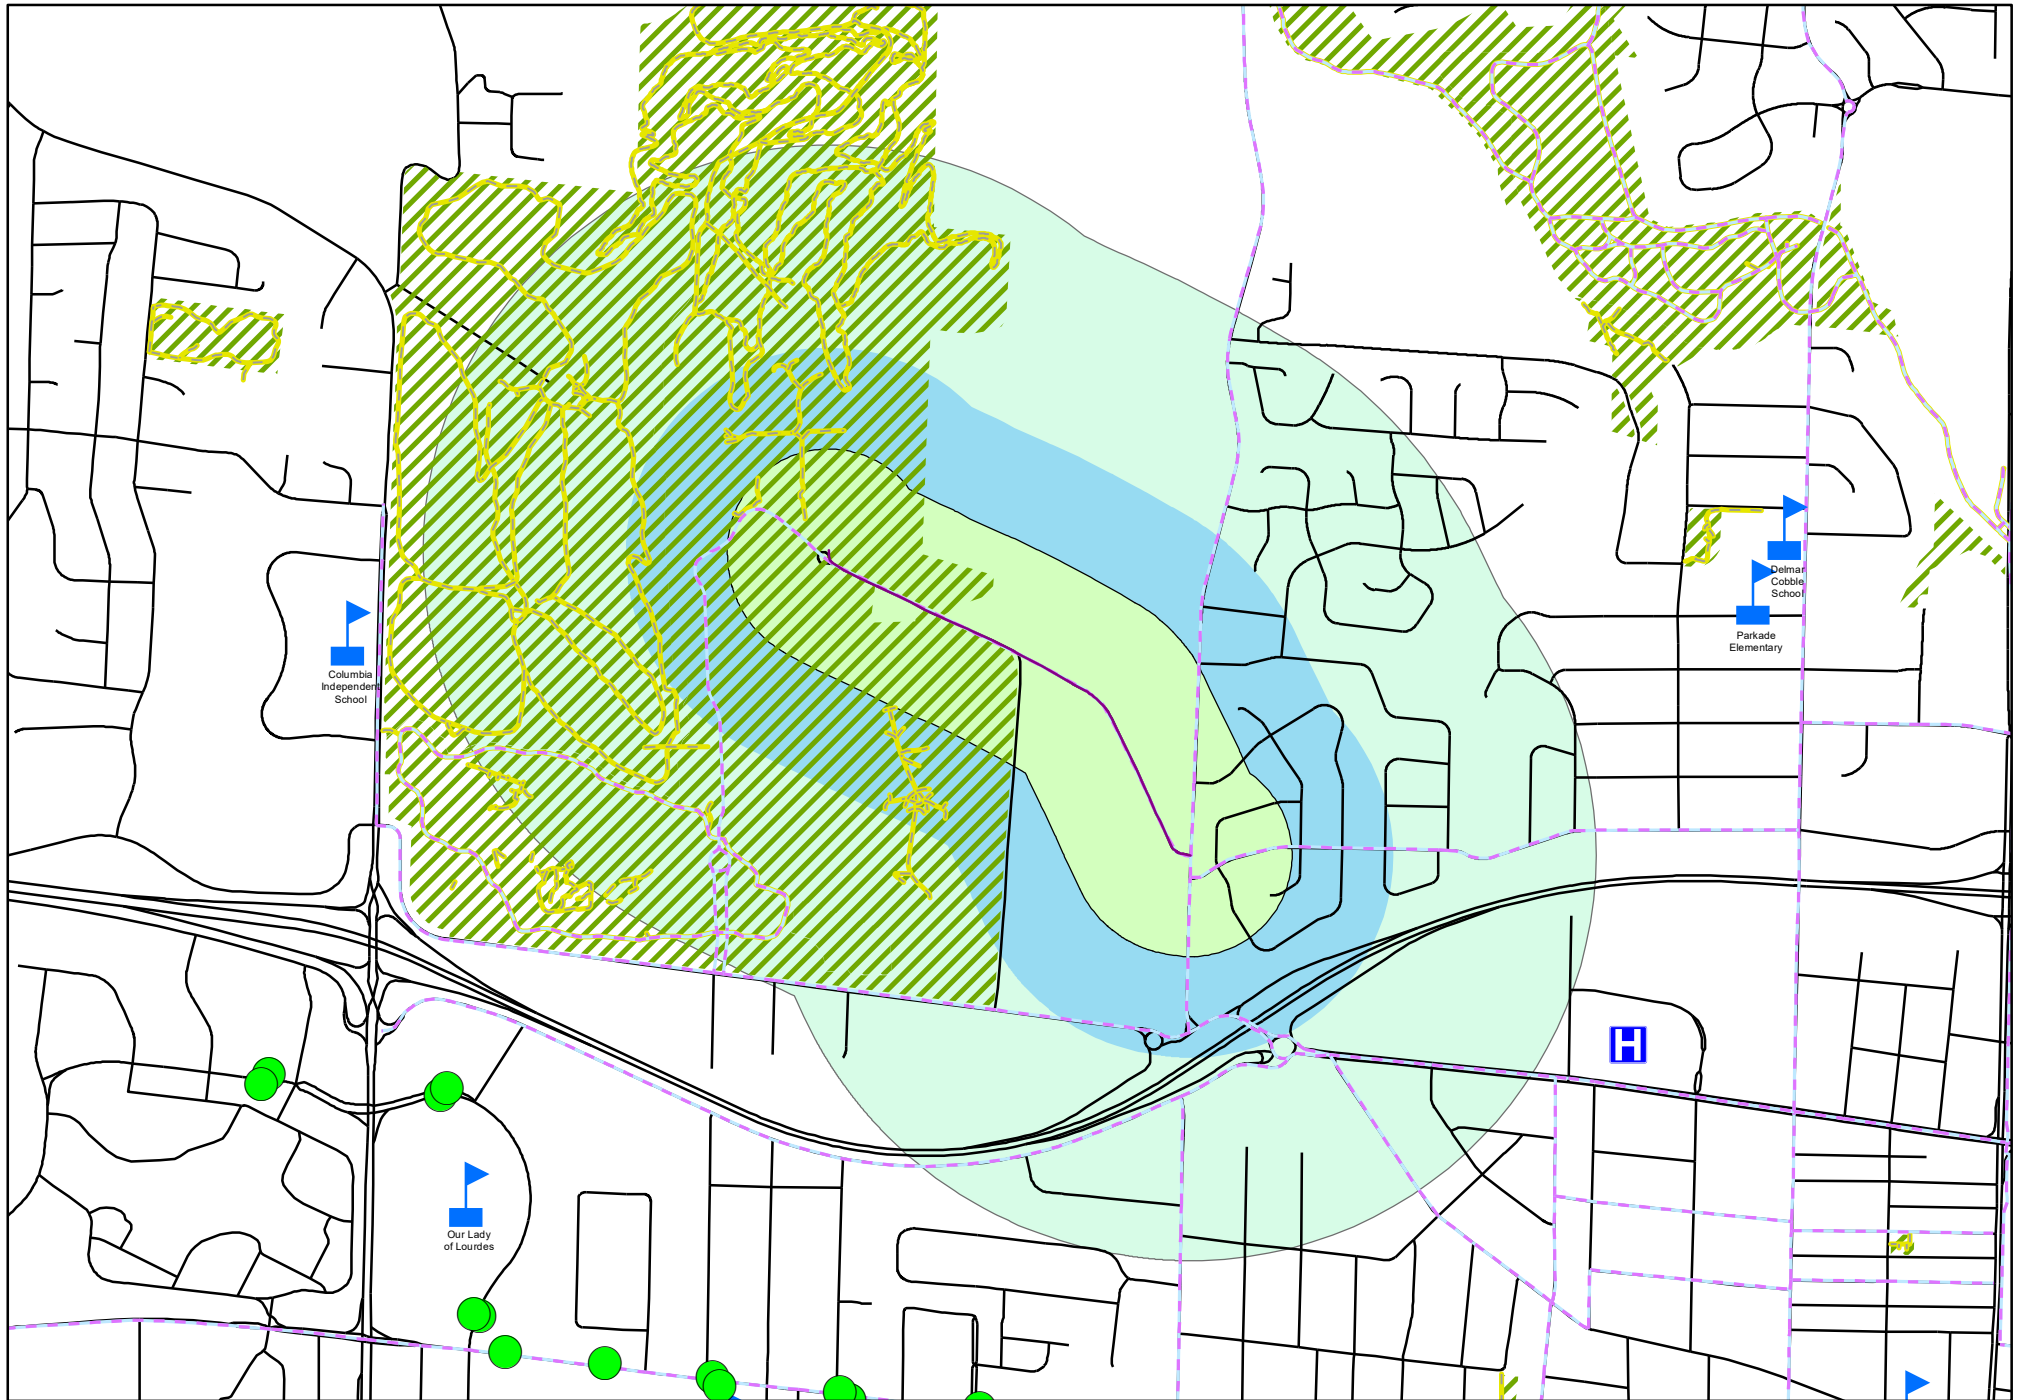 Delmar
Cobble
School
Parkade
Elementary
Columbia
Independent
School
H
Our Lady
of Lourdes